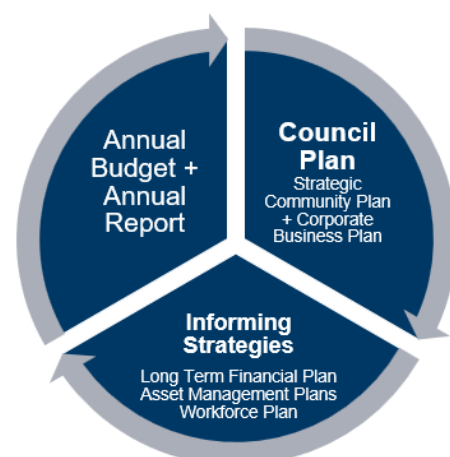 Annual
Budget +
Annual
Report
Council
Plan
Strategic
Community Plan
+ Corporate
Business Plan
Informing
Strategies
Long Term Financial Plan
Asset Management Plans
Workforce Plan